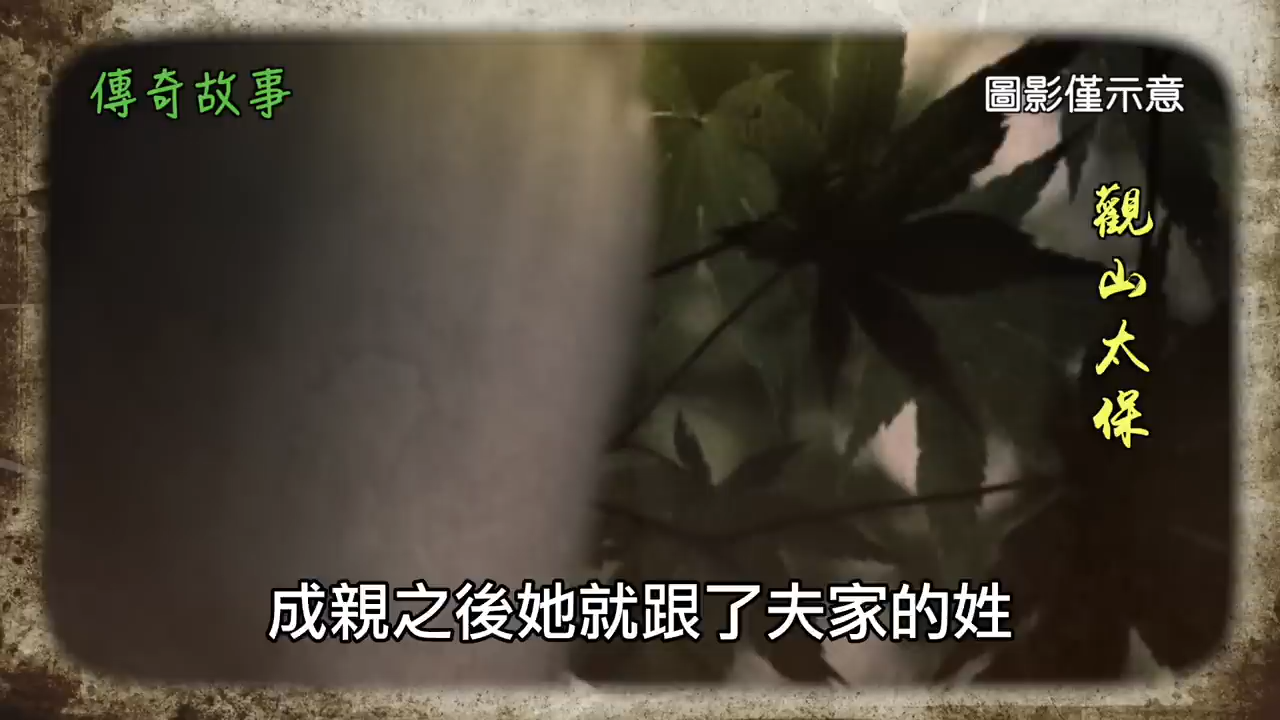 傳奇故事
圖影僅示意
觀山太保
成親之後她就跟了夫家的姓